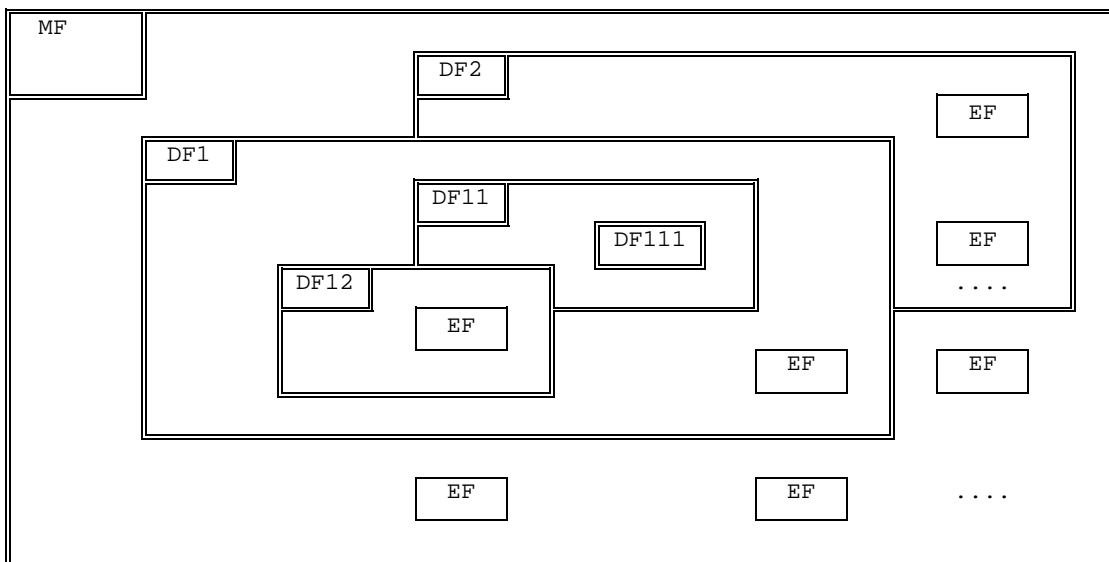 MF
DF2
EF
DF1
DF11
DF111
EF
DF12
....
EF
EF
EF
EF
EF
....